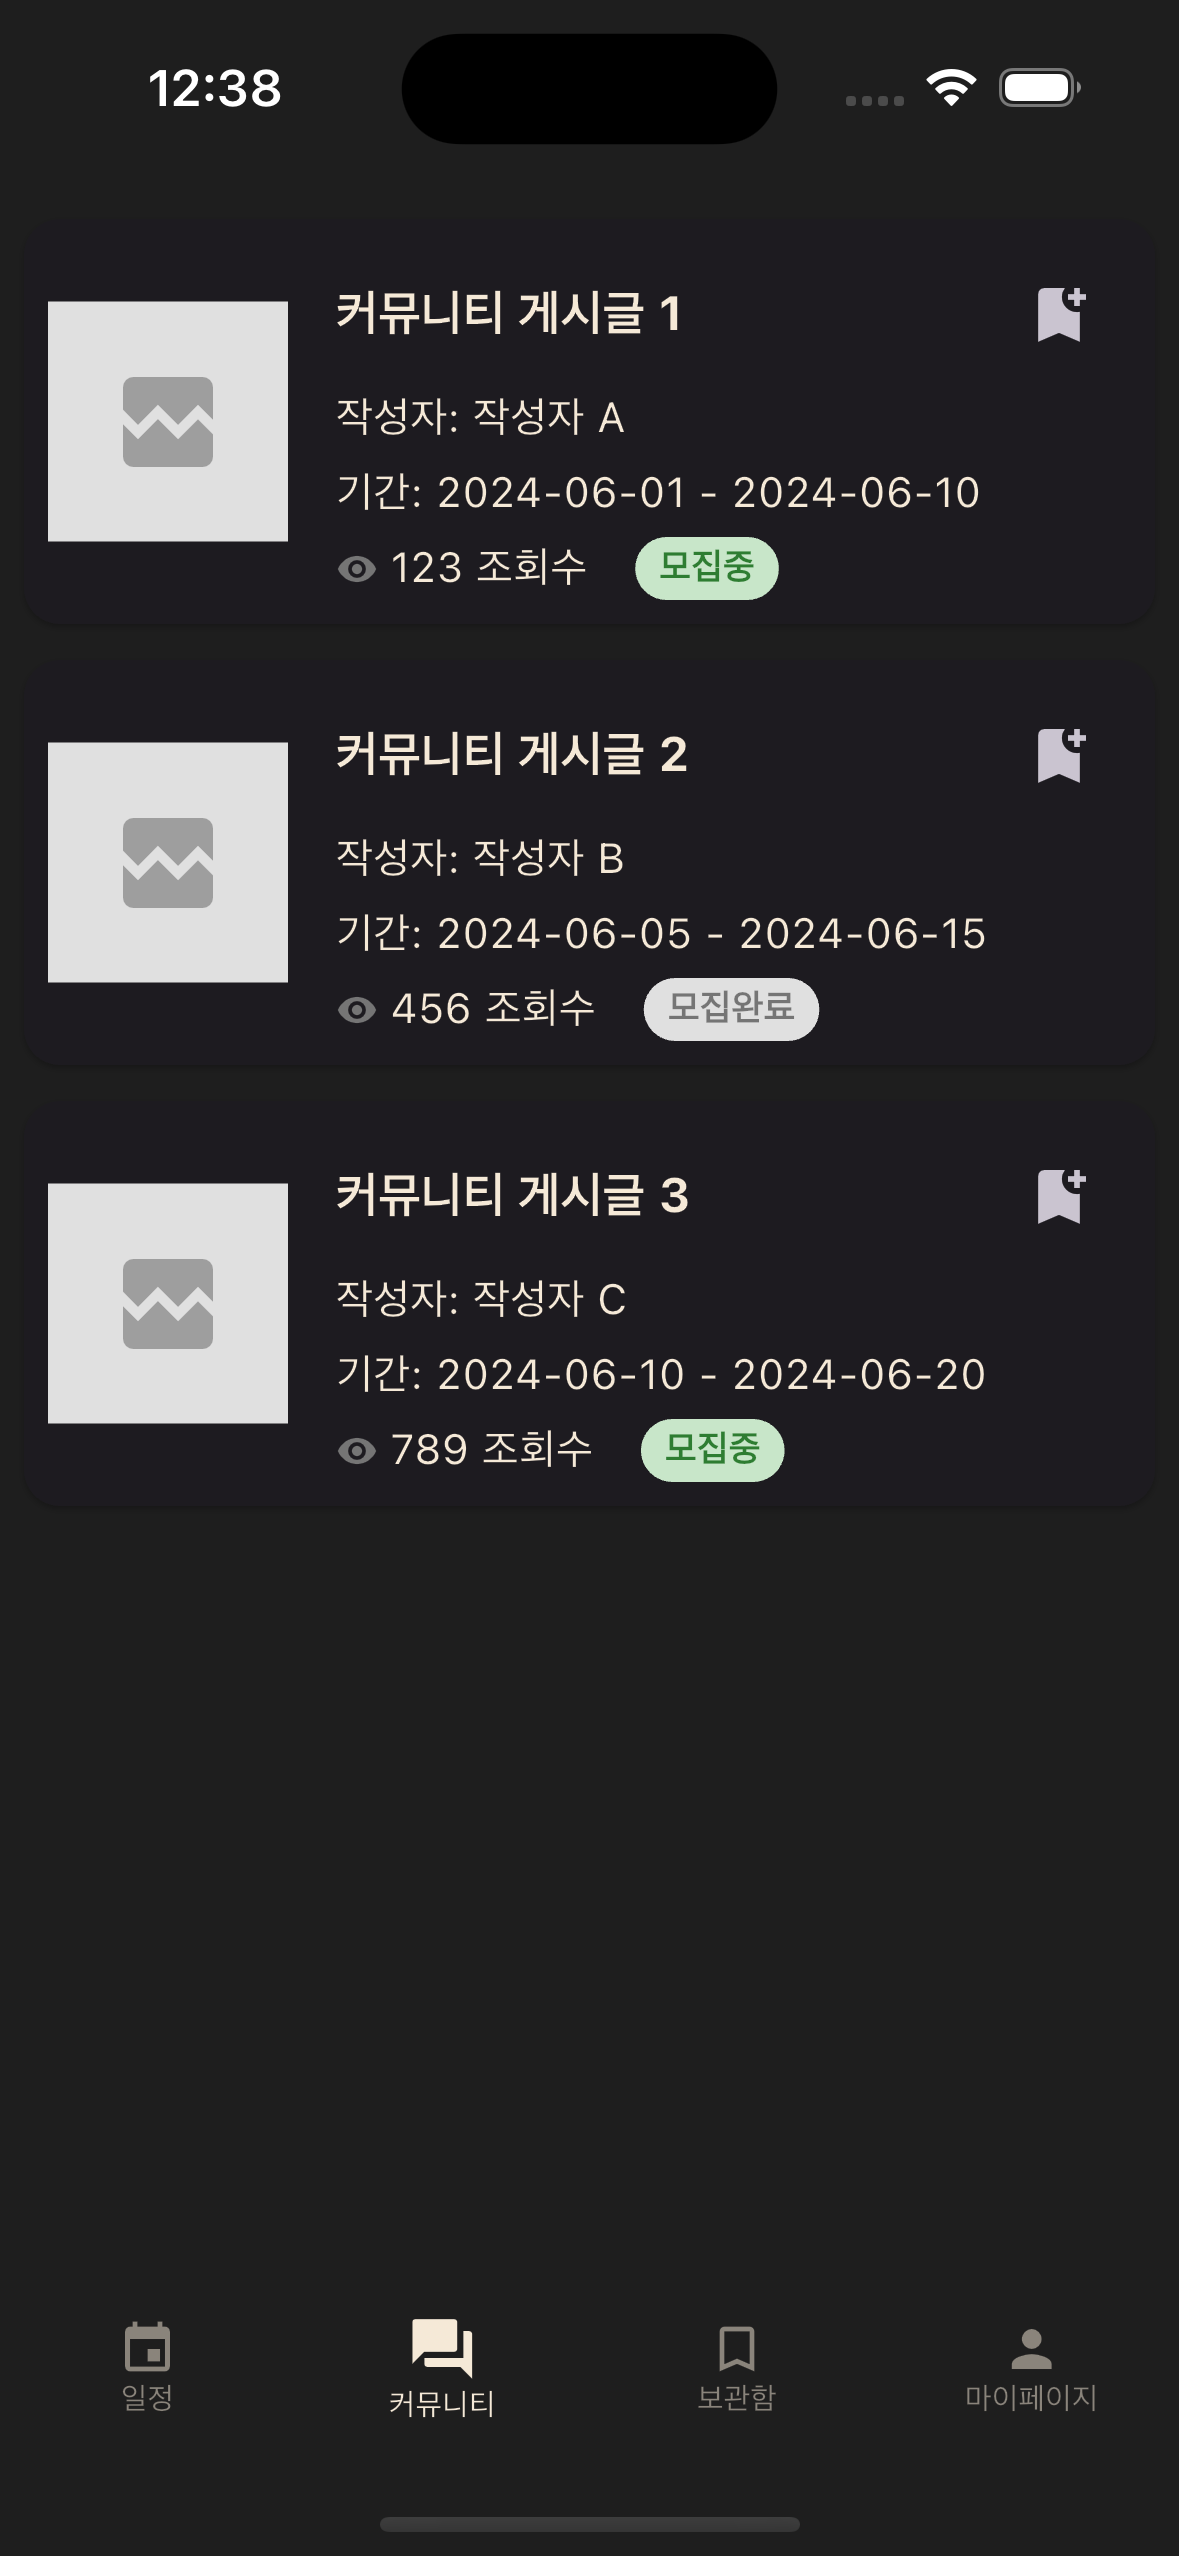 12:38
커뮤니티 게시글 1
작성자: 작성자 A
기간: 2024-06-01 - 2024-06-10
123 조회수 모집중
커뮤니티 게시글 2
작성자: 작성자 B
기간: 2024-06-05 - 2024-06-15
456 조회수 모집완료
커뮤니티 게시글 3
작성자: 작성자 C
기간: 2024-06-10 - 2024-06-20
789 조회수 모집중
일정 커뮤니티 보관함 마이페이지